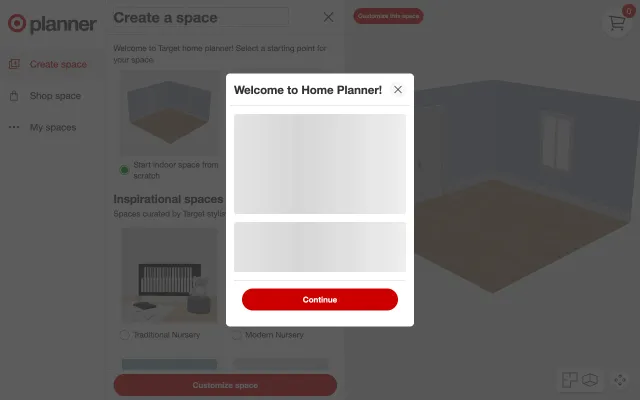 planner
Create a space
Customize this space
0
Welcome to Target home planner! Select a starting point for
your space.
Create space
Shop space
My spaces
Welcome to Home Planner!
Start indoor space from
scratch
Inspirational spaces
Spaces curated by Target stylis
Continue
Traditional Nursery
Modern Nursery
Customize space